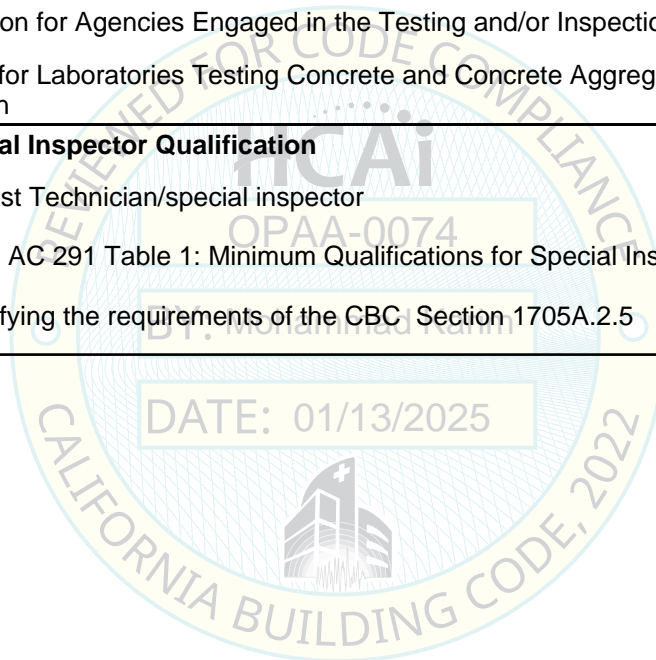 on for Agencies Engaged in the Testing and/or Inspectio
for Laboratories Testing Concrete and Concrete Aggreg
n
al Inspector Qualification
st Technician/special inspector
AC 291 Table 1: Minimum Qualifications for Special Ins
fying the requirements of the CBC Section 1705A.2.5
REVIEWED FOR CODE COMPLIANCE
HCAi
OPAA-0074
BY: Mohammad Karim
DATE: 01/13/2025
CALIFORNIA BUILDING CODE, 2022